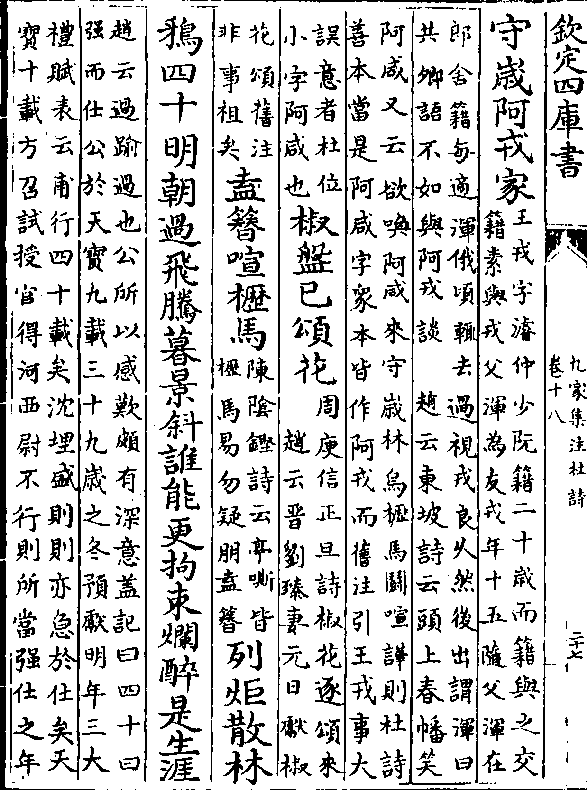 欽定四庫書
九家集注杜詩
卷十八
二十七
守歲阿戎家
王戎字濬仲少阮籍二十歲而籍與之交
籍素與戎父渾為友戎年十五隨父渾在
郎舍籍每適渾俄頃輒去過視戎良久然後出謂渾曰
共卿語不如與阿戎談　趙云東坡詩云頭上春幡笑
阿咸又云欲喚阿咸來守歲林烏櫪馬鬭喧譁則杜詩
善本當是阿咸字衆本皆作阿戎而舊注引王戎事大
誤意者杜位
小字阿咸也
椒盤已頌花
周庾信正旦詩椒花逐頌來
趙云晋劉臻妻元日獻椒
花頌舊注
非事祖矣
盍簪喧櫪馬
陳陰鏗詩云亭嘶皆
櫪馬易勿疑朋盍簪
列炬散林
鴉四十明朝過飛騰暮景斜誰能更拘束爛醉是生涯
趙云過踰過也公所以感歎頗有深意盖記曰四十曰
强而仕公於天寶九載三十九歲之冬預獻明年三大
禮賦表云甫行四十載矣沈埋盛則則亦急於仕矣天
寶十載方召試授官得河西尉不行則所當强仕之年